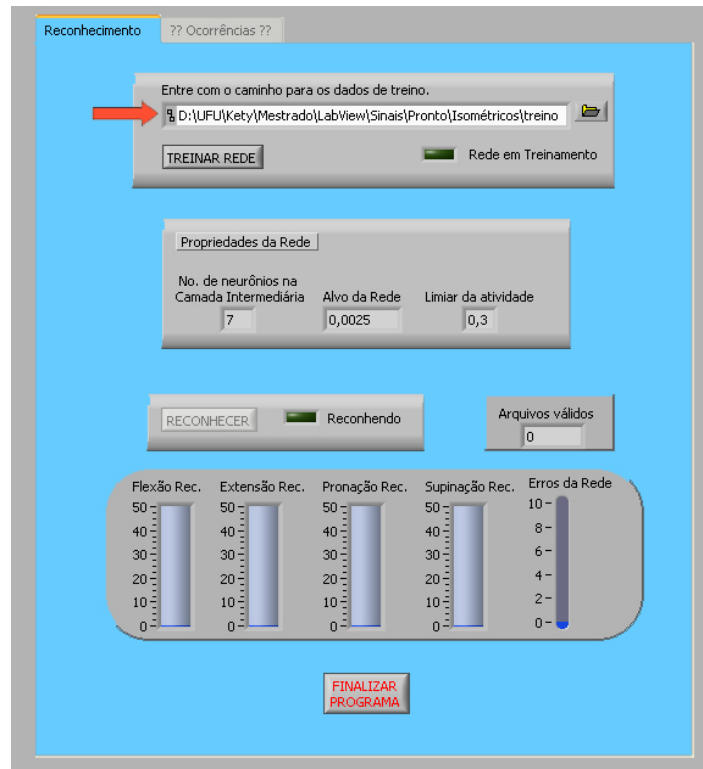 Reconhecimento ?? Ocorrências ??
Entre com o caminho para os dados de treino.
D:\UFU\Kety\Mestrado\LabView\Sinais\Pronto\Isométricos\treino
TREINAR REDE Rede em Treinamento
Propriedades da Rede
No. de neurônios na
Camada Intermediária Alvo da Rede Limiar da atividade
7 0,0025 0,3
RECONHECER Reconhendo Arquivos válidos
0
Flexão Rec. Extensão Rec. Pronação Rec. Supinação Rec. Erros da Rede
50 50 50 50 10
40 40 40 40 8
30 30 30 30 6
20 20 20 20 4
10 10 10 10 2
0 0 0 0 0
FINALIZAR
PROGRAMA